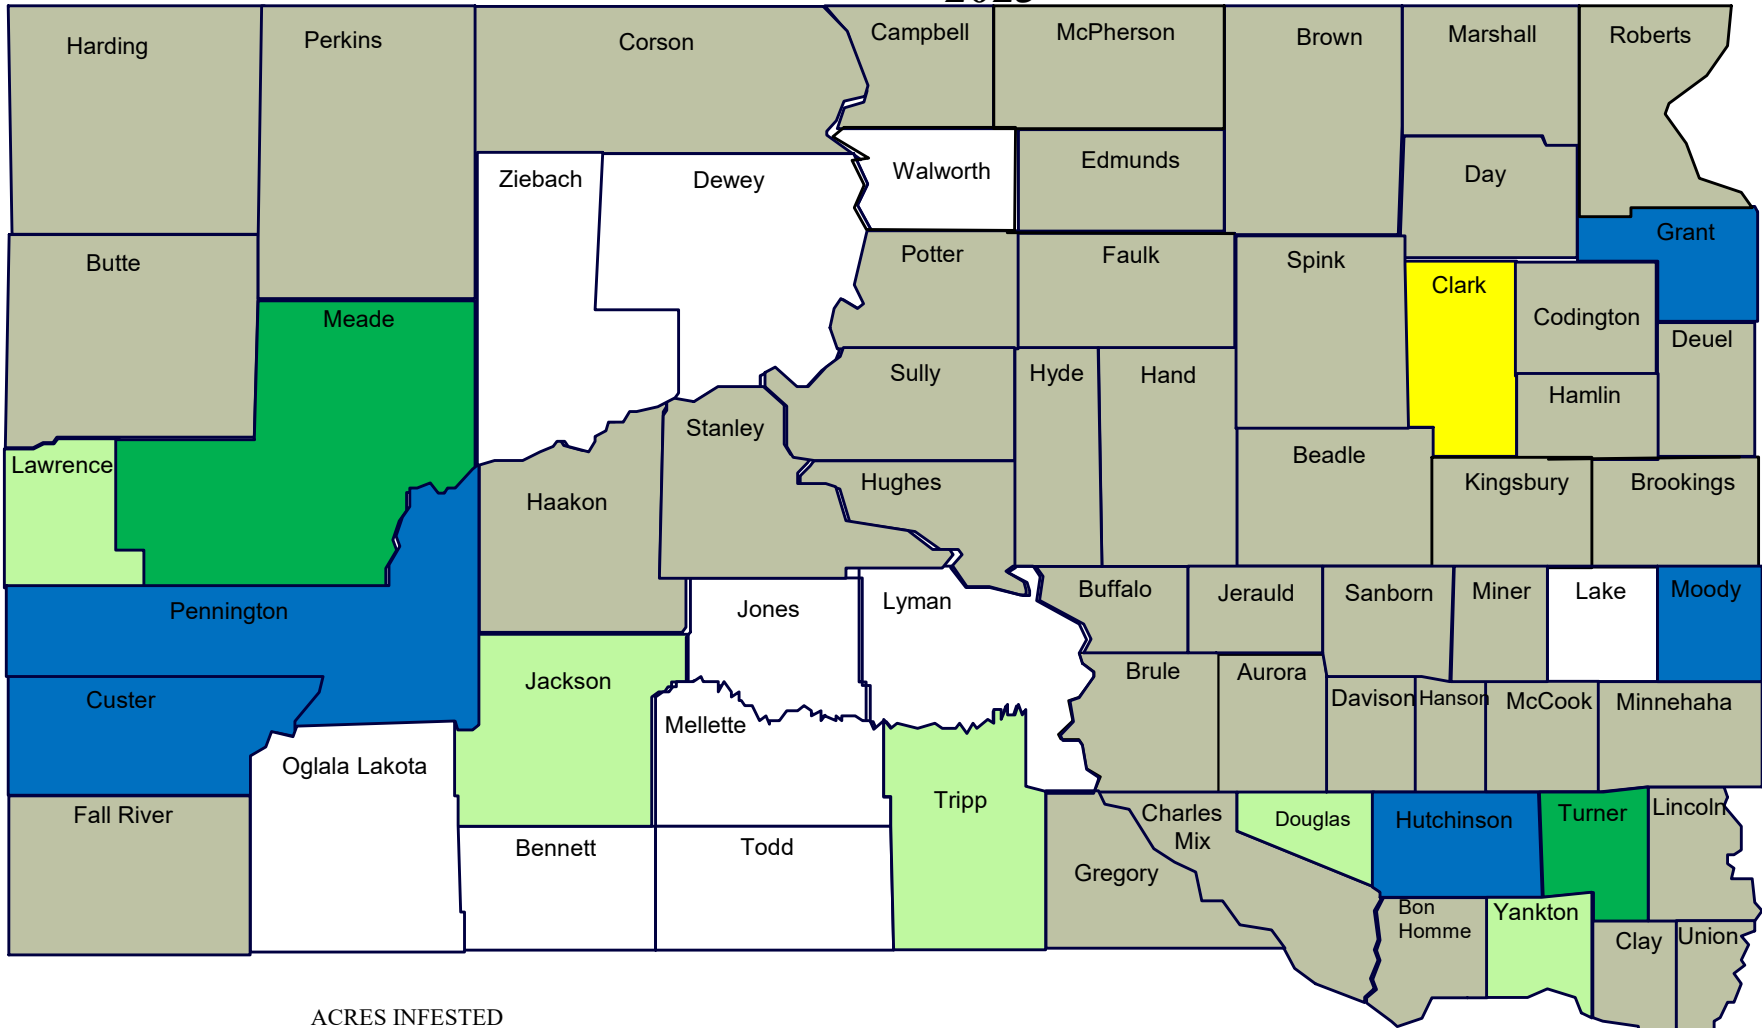 Harding
Perkins
Corson
Campbell
McPherson
Brown
Marshall
Roberts
Ziebach
Dewey
Walworth
Edmunds
Day
Grant
Butte
Meade
Potter
Faulk
Spink
Clark
Codington
Deuel
Sully
Hyde
Hand
Hamlin
Lawrence
Stanley
Haakon
Hughes
Beadle
Kingsbury
Brookings
Pennington
Jones
Lyman
Buffalo
Jerauld
Sanborn
Miner
Lake
Moody
Custer
Jackson
Mellette
Brule
Aurora
Davison
Hanson
McCook
Minnehaha
Oglala Lakota
Fall River
Bennett
Todd
Tripp
Gregory
Charles
Mix
Douglas
Hutchinson
Turner
Lincoln
Bon
Homme
Yankton
Clay
Union
ACRES INFESTED